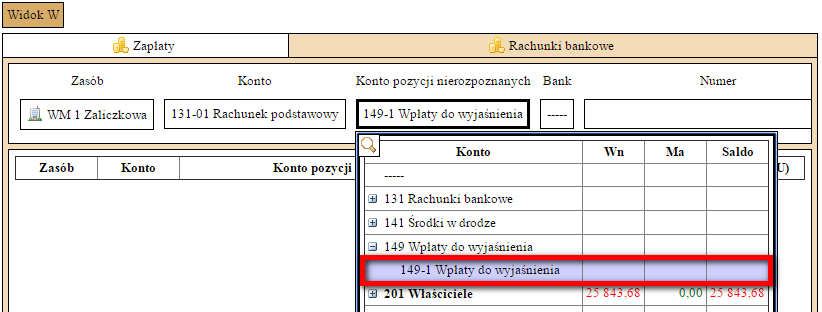 Widok W
Zapłaty Rachunki bankowe
Zasób Konto Konto pozycji nierozpoznanych Bank Numer
WM 1 Zaliczkowa 131-01 Rachunek podstawowy 149-1 Wpłaty do wyjaśnienia -----
Konto Wn Ma Saldo
Zasób Konto Konto pozycji U)
-----
131 Rachunki bankowe
141 Środki w drodze
149 Wpłaty do wyjaśnienia
149-1 Wpłaty do wyjaśnienia
201 Właściciele 25 843,68 0,00 25 843,68